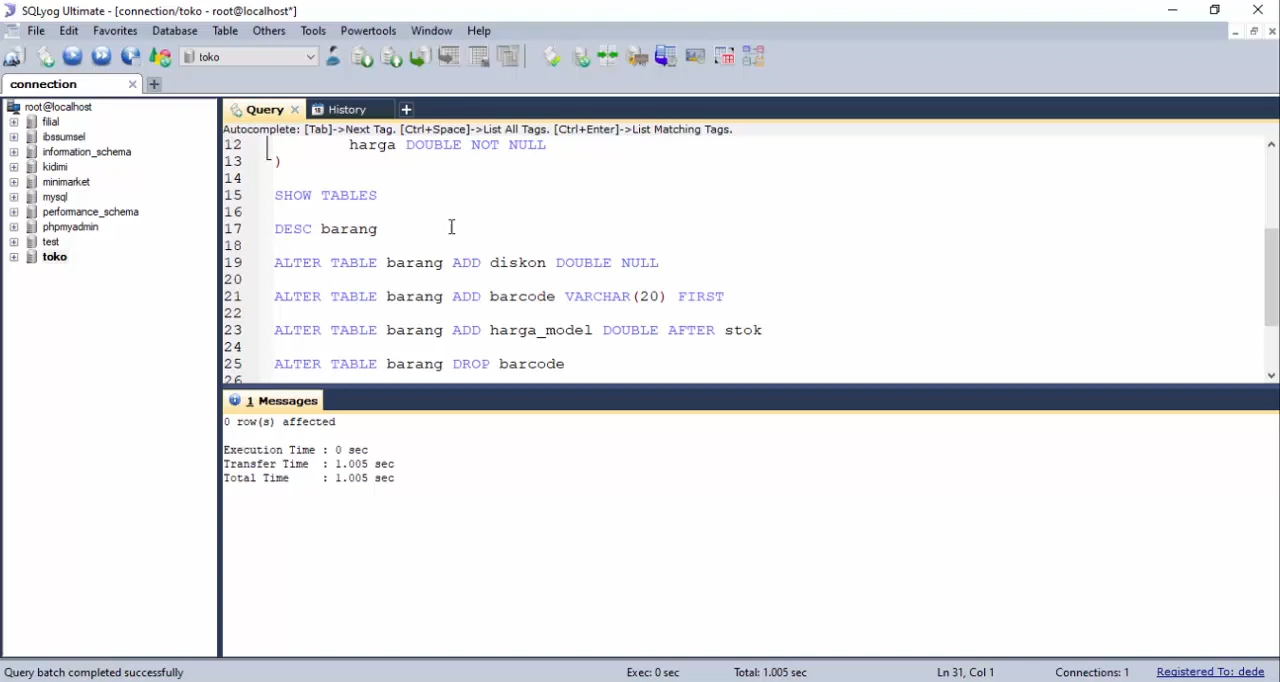 SQLyog Ultimate - [connection/toko - root@localhost*]
File Edit Favorites Database Table Others Tools Powertools Window Help
toko
connection
root@localhost
filial
ibssumsel
information_schema
kidimi
minimarket
mysql
performance_schema
phpmyadmin
test
toko
Query History
Autocomplete: [Tab]->Next Tag. [Ctrl+Space]->List All Tags. [Ctrl+Enter]->List Matching Tags.
12 harga DOUBLE NOT NULL
13 )
14
15 SHOW TABLES
16
17 DESC barang
18
19 ALTER TABLE barang ADD diskon DOUBLE NULL
20
21 ALTER TABLE barang ADD barcode VARCHAR(20) FIRST
22
23 ALTER TABLE barang ADD harga_model DOUBLE AFTER stok
24
25 ALTER TABLE barang DROP barcode
26
1 Messages
0 row(s) affected
Execution Time : 0 sec
Transfer Time : 1.005 sec
Total Time : 1.005 sec
Query batch completed successfully
Exec: 0 sec
Total: 1.005 sec
Ln 31, Col 1
Connections: 1
Registered To: dede